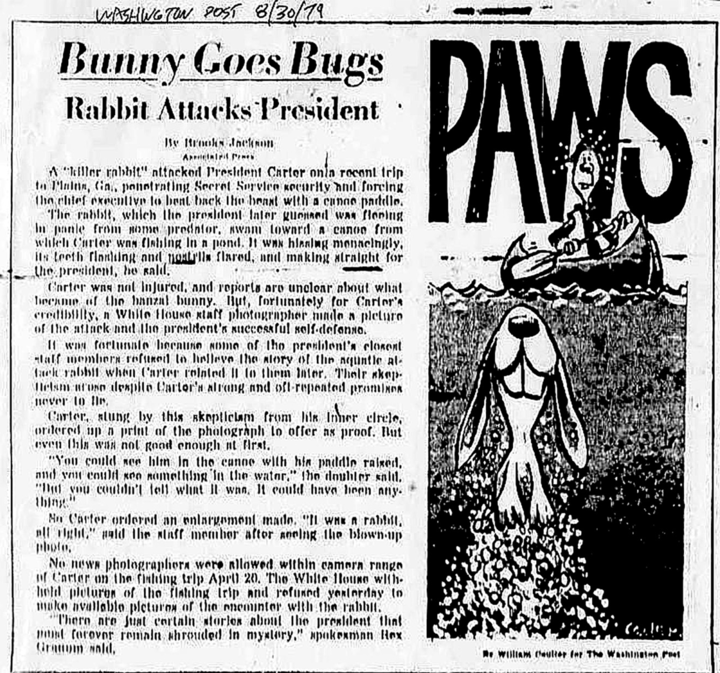 WASHINGTON POST 8/30/79
Bunny Goes Bugs
Rabbit Attacks President
By Brooks Jackson
Associated Press
A "killer rabbit" attacked President Carter on a recent trip
to Plains, Ga., penetrating Secret Service security and forcing
the chief executive to beat back the beast with a canoe paddle.
The rabbit, which the president later guessed was fleeing
in panic from some predator, swam toward a canoe from
which Carter was fishing in a pond. It was hissing menacingly,
its teeth flashing and nostrils flared, and making straight for
the president, he said.
Carter was not injured, and reports are unclear about what
became of the banzai bunny. But, fortunately for Carter's
credibility, a White House staff photographer made a picture
of the attack and the president's successful self-defense.
It was fortunate because some of the president's closest
staff members refused to believe the story of the aquatic at-
tack rabbit when Carter related it to them later. Their skep-
ticism arose despite Carter's strong and oft-repeated promises
never to lie.
Carter, stung by this skepticism from his inner circle,
ordered up a print of the photograph to offer as proof. But
even this was not good enough at first.
"You could see him in the canoe with his paddle raised,
and you could see something in the water," the doubter said.
"But you couldn't tell what it was. It could have been any-
thing."
So Carter ordered an enlargement made. "It was a rabbit,
all right," said the staff member after seeing the blown-up
photo.
No news photographers were allowed within camera range
of Carter on the fishing trip April 20. The White House with-
held pictures of the fishing trip and refused yesterday to
make available pictures of the encounter with the rabbit.
"There are just certain stories about the president that
must forever remain shrouded in mystery," spokesman Rex
Granum said.
PAWS
Coulter
By William Coulter for The Washington Post